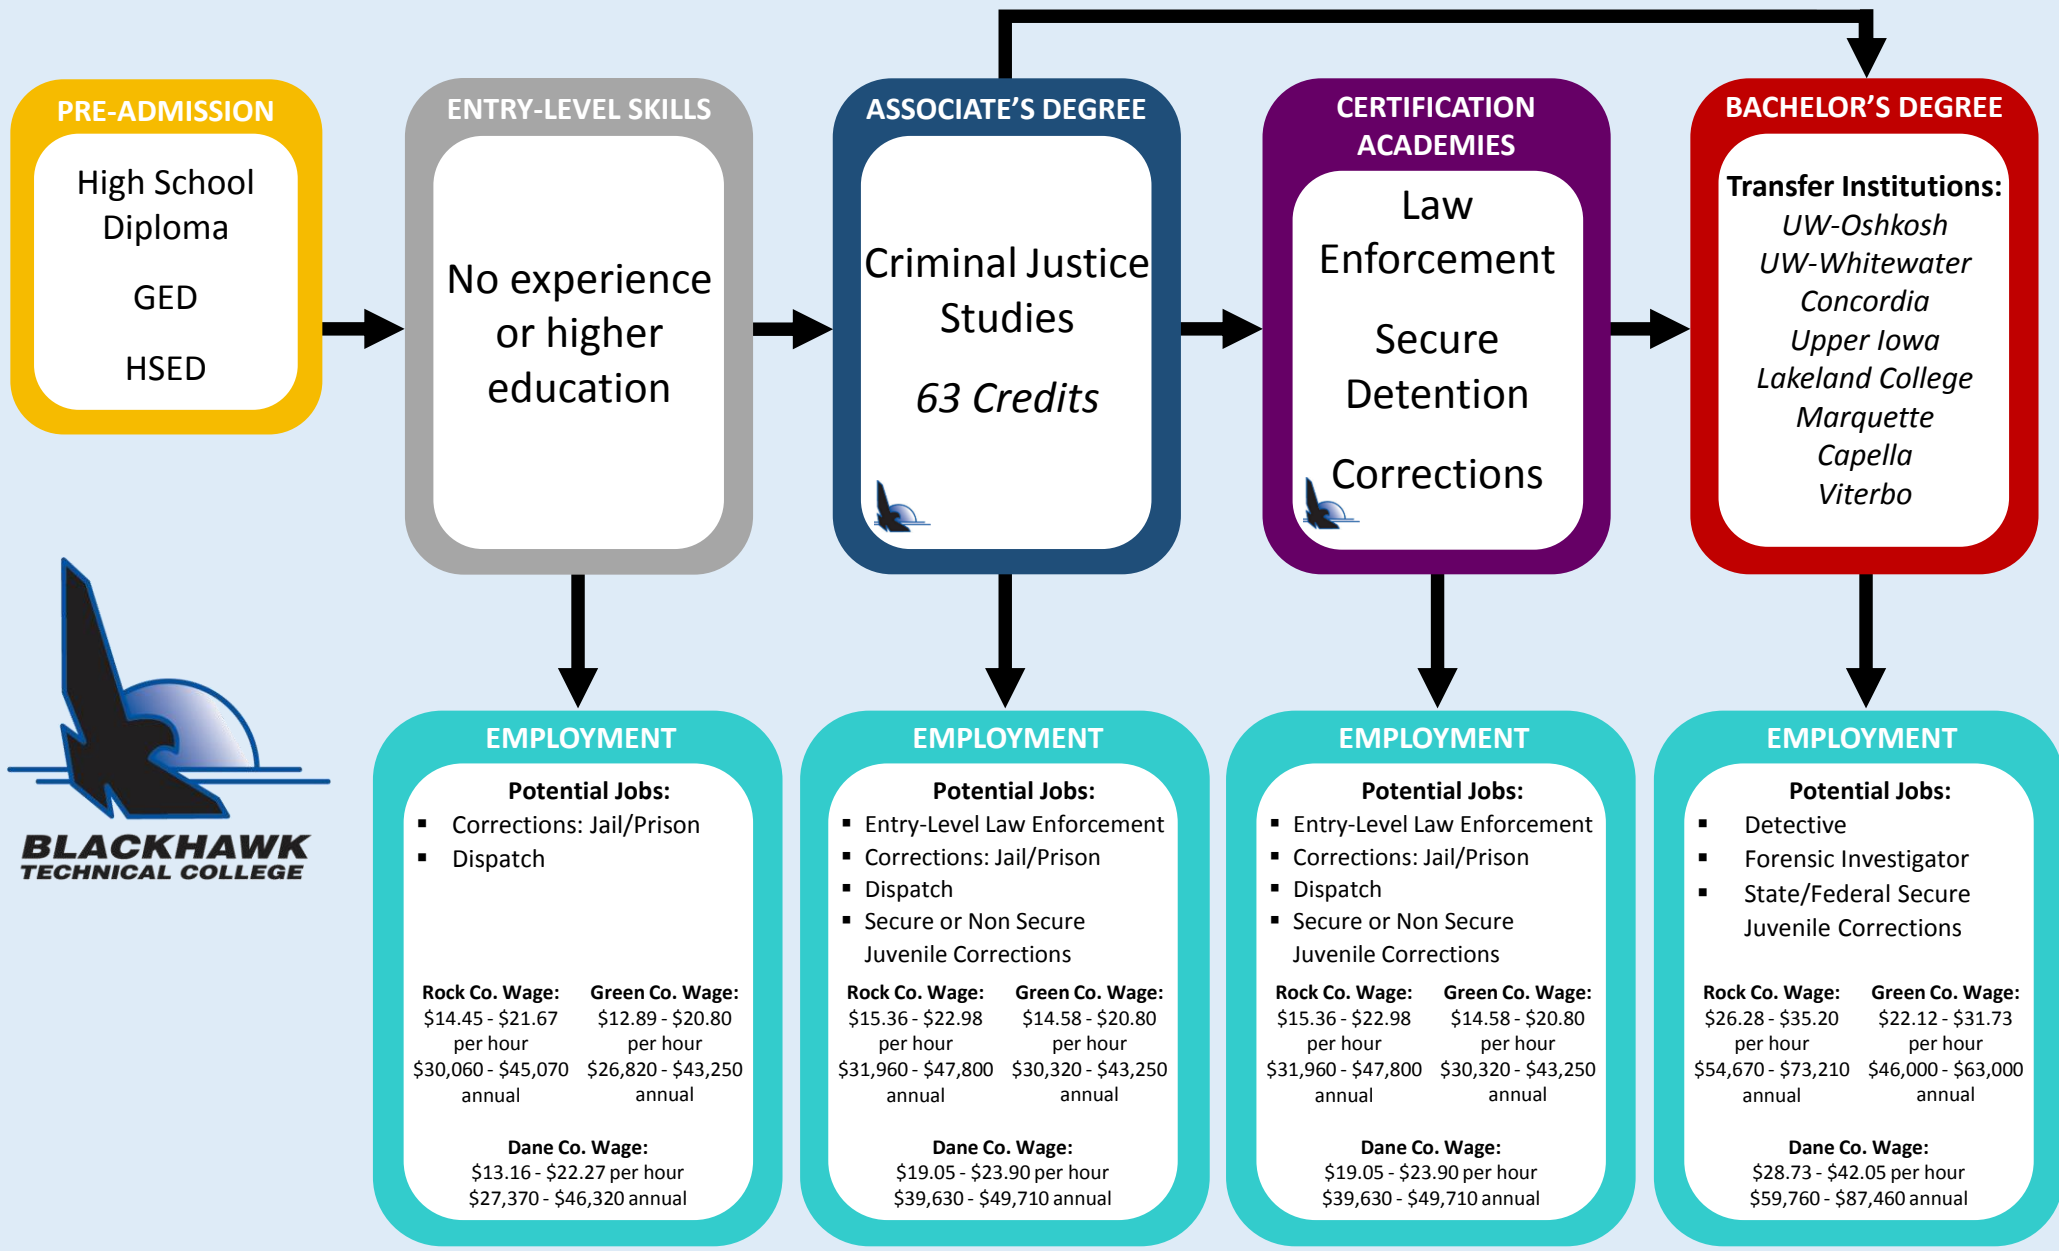 PRE-ADMISSION
High School
Diploma
GED
HSED
ENTRY-LEVEL SKILLS
No experience
or higher
education
ASSOCIATE'S DEGREE
Criminal Justice
Studies
63 Credits
CERTIFICATION
ACADEMIES
Law
Enforcement
Secure
Detention
Corrections
BACHELOR'S DEGREE
Transfer Institutions:
UW-Oshkosh
UW-Whitewater
Concordia
Upper Iowa
Lakeland College
Marquette
Capella
Viterbo
BLACKHAWK
TECHNICAL COLLEGE
EMPLOYMENT
Potential Jobs:
▪ Corrections: Jail/Prison
▪ Dispatch
Rock Co. Wage:
$14.45 - $21.67
per hour
$30,060 - $45,070
annual
Green Co. Wage:
$12.89 - $20.80
per hour
$26,820 - $43,250
annual
Dane Co. Wage:
$13.16 - $22.27 per hour
$27,370 - $46,320 annual
EMPLOYMENT
Potential Jobs:
▪ Entry-Level Law Enforcement
▪ Corrections: Jail/Prison
▪ Dispatch
▪ Secure or Non Secure
Juvenile Corrections
Rock Co. Wage:
$15.36 - $22.98
per hour
$31,960 - $47,800
annual
Green Co. Wage:
$14.58 - $20.80
per hour
$30,320 - $43,250
annual
Dane Co. Wage:
$19.05 - $23.90 per hour
$39,630 - $49,710 annual
EMPLOYMENT
Potential Jobs:
▪ Entry-Level Law Enforcement
▪ Corrections: Jail/Prison
▪ Dispatch
▪ Secure or Non Secure
Juvenile Corrections
Rock Co. Wage:
$15.36 - $22.98
per hour
$31,960 - $47,800
annual
Green Co. Wage:
$14.58 - $20.80
per hour
$30,320 - $43,250
annual
Dane Co. Wage:
$19.05 - $23.90 per hour
$39,630 - $49,710 annual
EMPLOYMENT
Potential Jobs:
▪ Detective
▪ Forensic Investigator
▪ State/Federal Secure
Juvenile Corrections
Rock Co. Wage:
$26.28 - $35.20
per hour
$54,670 - $73,210
annual
Green Co. Wage:
$22.12 - $31.73
per hour
$46,000 - $63,000
annual
Dane Co. Wage:
$28.73 - $42.05 per hour
$59,760 - $87,460 annual